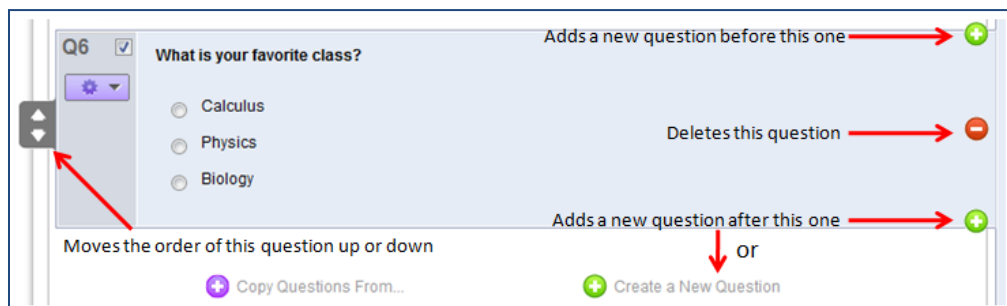 Q6
What is your favorite class?
Adds a new question before this one
Calculus
Physics
Deletes this question
Biology
Adds a new question after this one
Moves the order of this question up or down
or
Copy Questions From...
Create a New Question